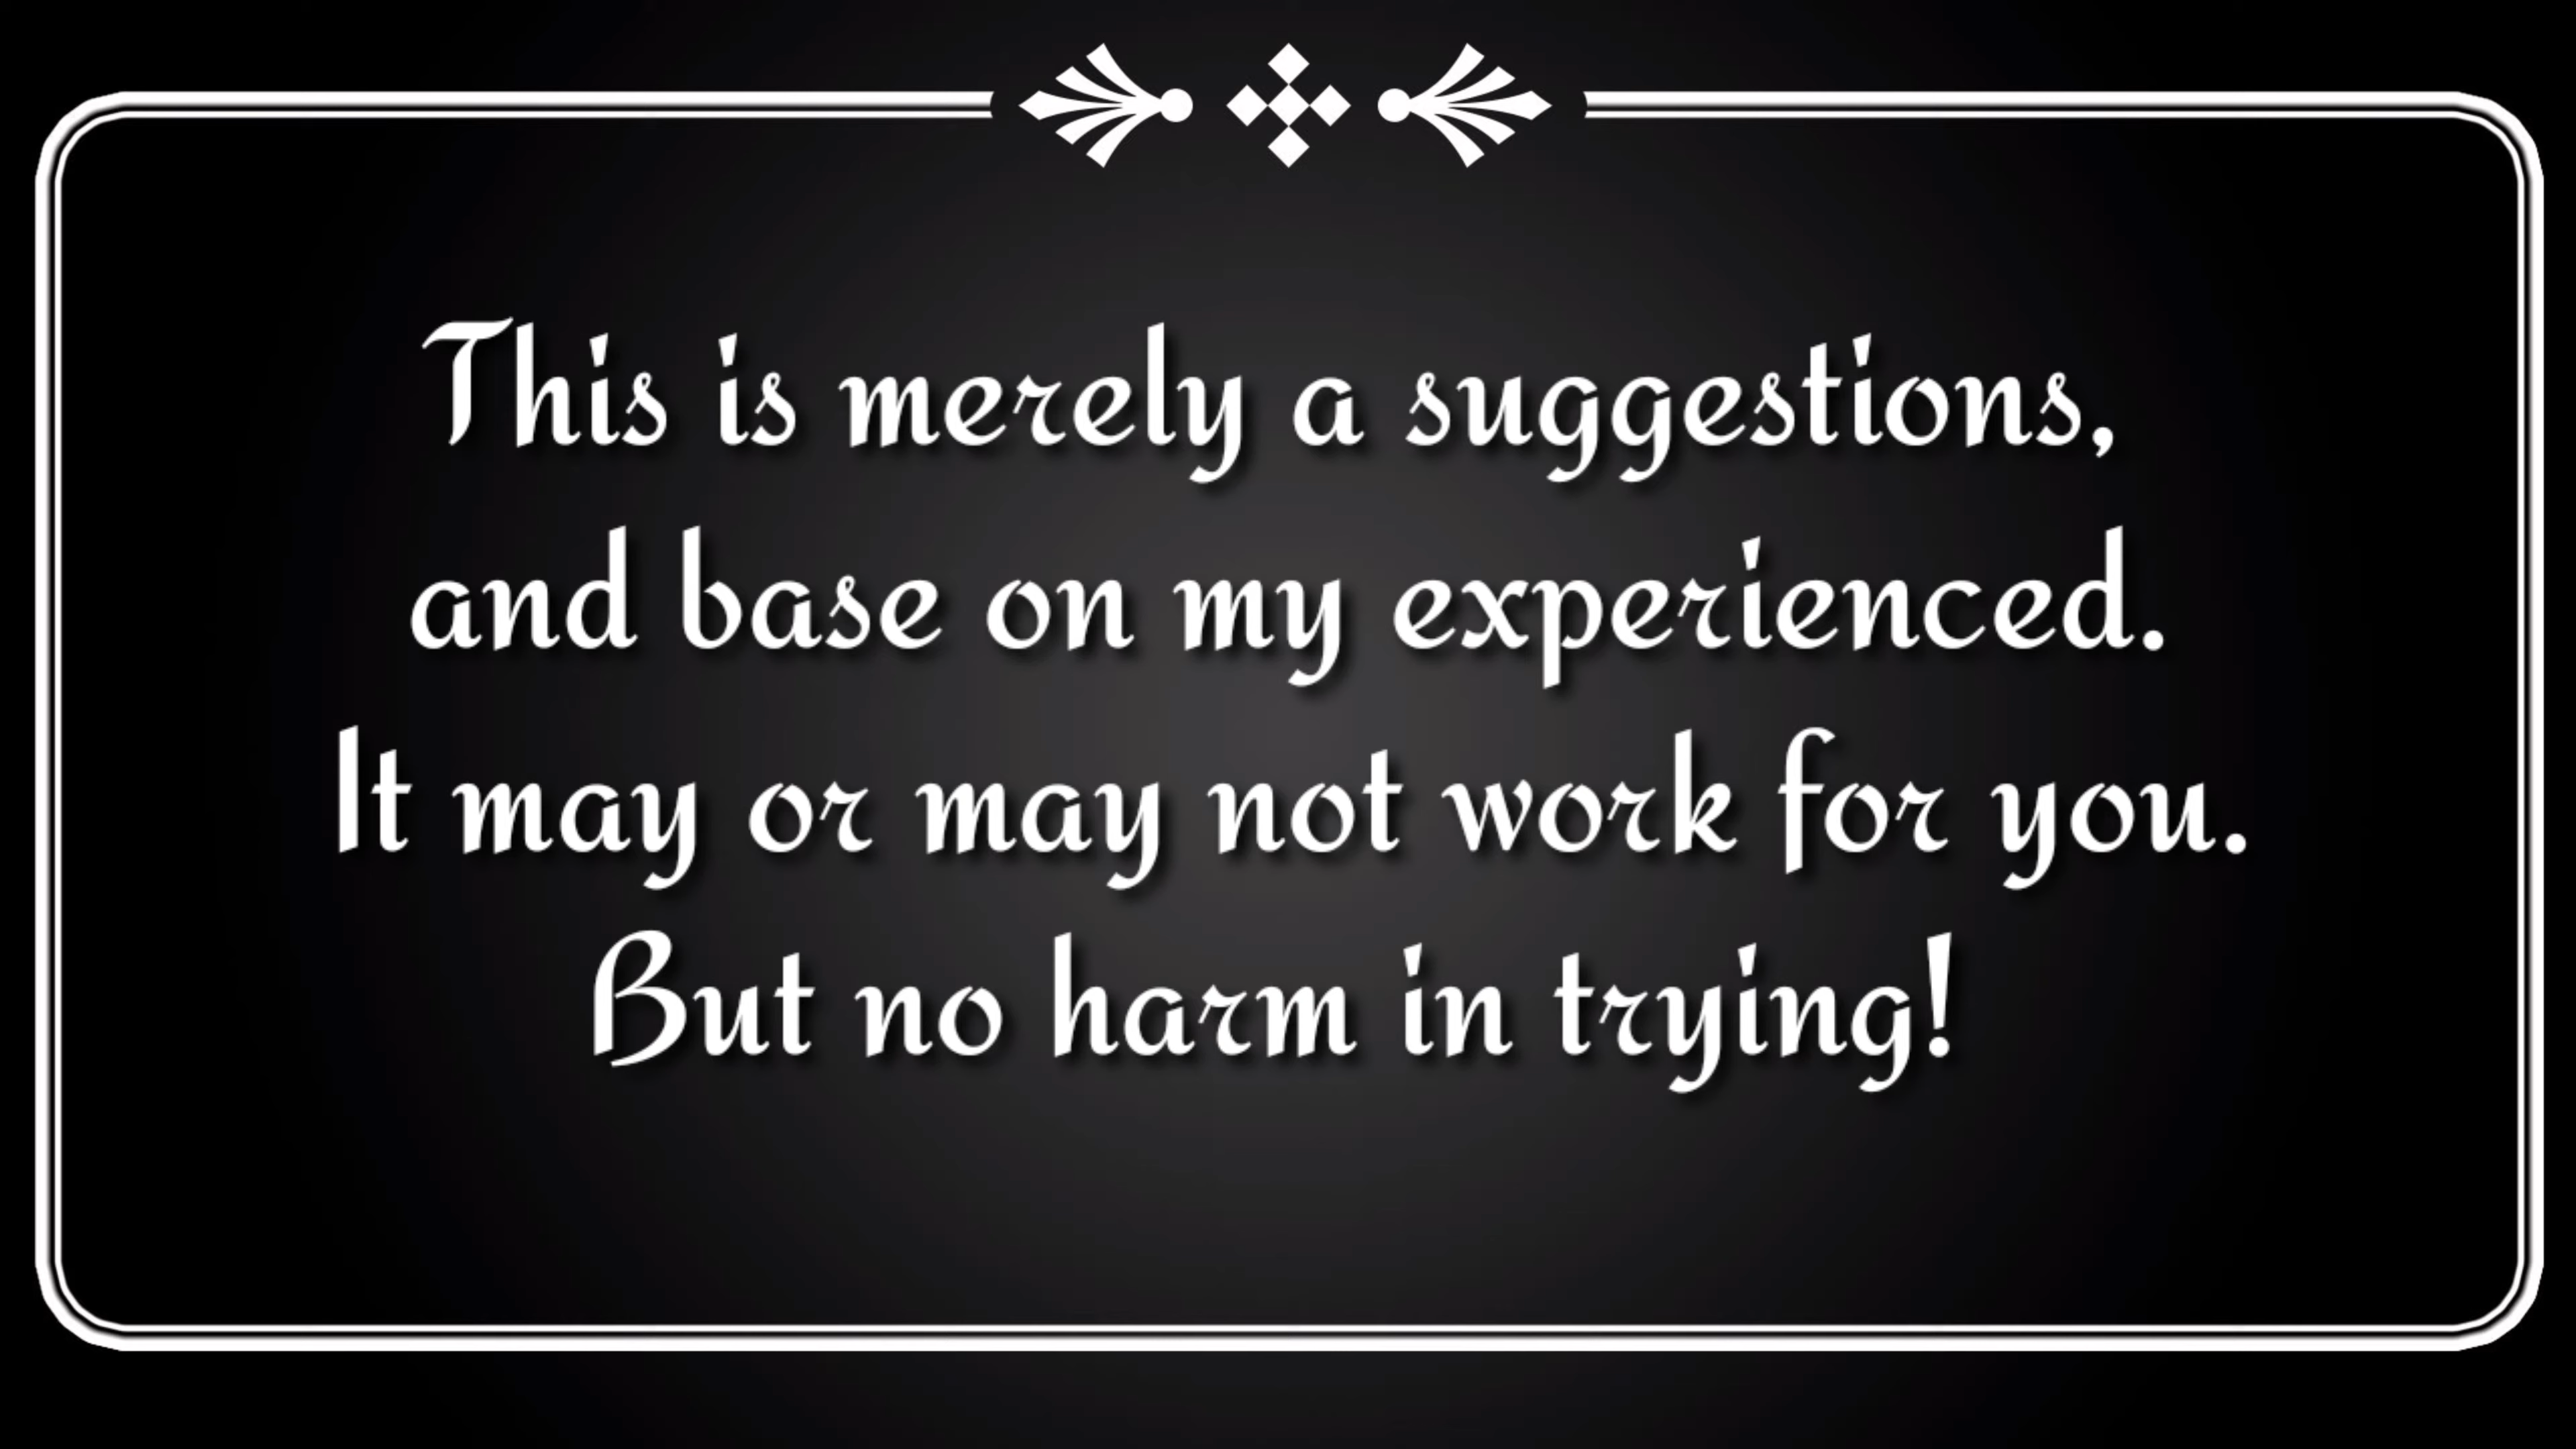 This is merely a suggestions,
and base on my experienced.
It may or may not work for you.
But no harm in trying!